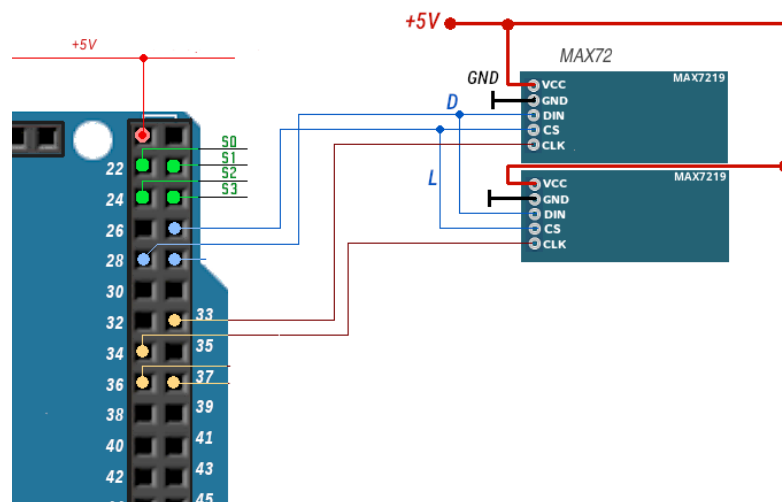 +5V
+5V
MAX72
GND
MAX7219
VCC
GND
DIN
CS
CLK
D
L
MAX7219
VCC
GND
DIN
CS
CLK
S0
S1
S2
S3
22
24
26
28
30
32
33
34
35
36
37
38
39
40
41
42
43
45